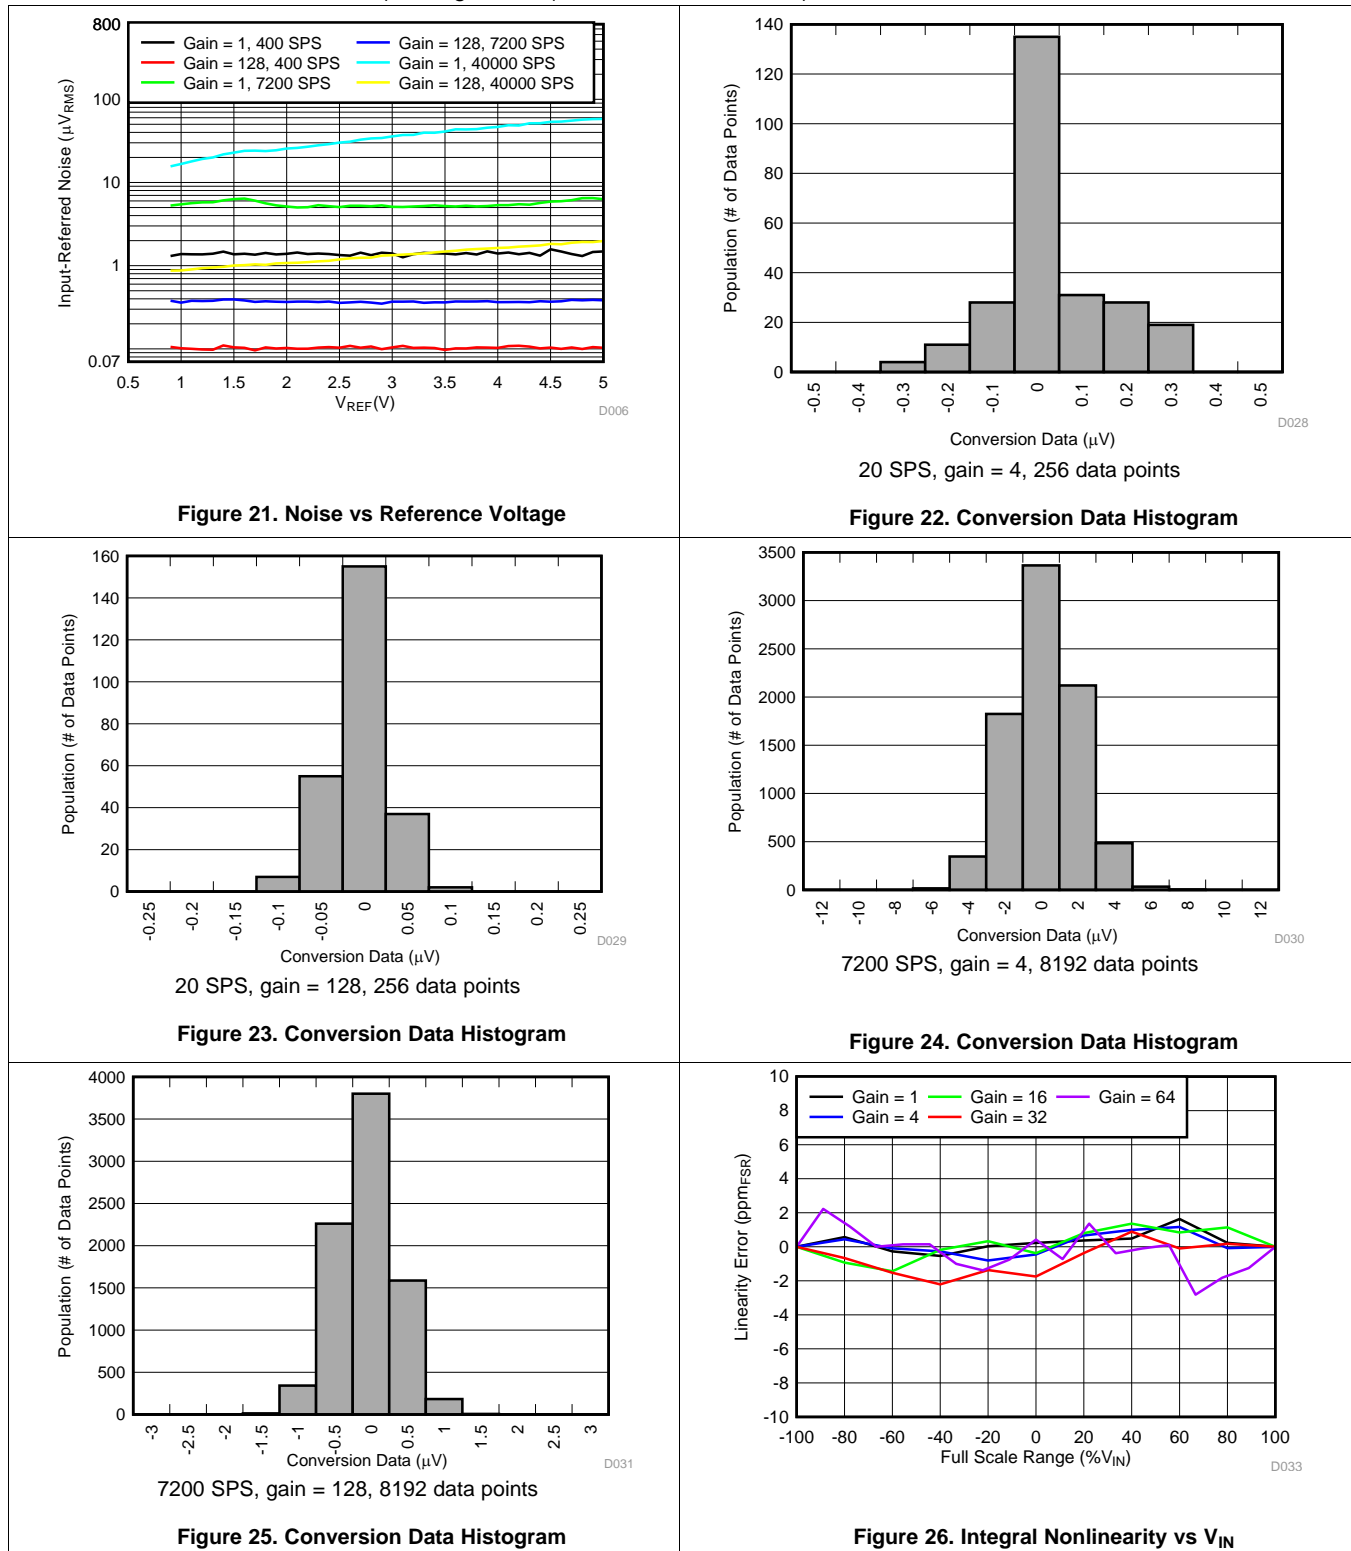 800
100
10
1
0.07
Input-Referred Noise (μVRMS)
Gain = 1, 400 SPS
Gain = 128, 400 SPS
Gain = 1, 7200 SPS
Gain = 128, 7200 SPS
Gain = 1, 40000 SPS
Gain = 128, 40000 SPS
0.5 1 1.5 2 2.5 3 3.5 4 4.5 5
VREF(V)
D006
Figure 21. Noise vs Reference Voltage
140
120
100
80
60
40
20
0
Population (# of Data Points)
-0.5 -0.4 -0.3 -0.2 -0.1 0 0.1 0.2 0.3 0.4 0.5
Conversion Data (μV)
D028
20 SPS, gain = 4, 256 data points
Figure 22. Conversion Data Histogram
160
140
120
100
80
60
40
20
0
Population (# of Data Points)
-0.25 -0.2 -0.15 -0.1 -0.05 0 0.05 0.1 0.15 0.2 0.25
Conversion Data (μV)
D029
20 SPS, gain = 128, 256 data points
Figure 23. Conversion Data Histogram
3500
3000
2500
2000
1500
1000
500
0
Population (# of Data Points)
-12 -10 -8 -6 -4 -2 0 2 4 6 8 10 12
Conversion Data (μV)
D030
7200 SPS, gain = 4, 8192 data points
Figure 24. Conversion Data Histogram
4000
3500
3000
2500
2000
1500
1000
500
0
Population (# of Data Points)
-3 -2.5 -2 -1.5 -1 -0.5 0 0.5 1 1.5 2 2.5 3
Conversion Data (μV)
D031
7200 SPS, gain = 128, 8192 data points
Figure 25. Conversion Data Histogram
10
8
6
4
2
0
-2
-4
-6
-8
-10
Linearity Error (ppmFSR)
Gain = 1
Gain = 4
Gain = 16
Gain = 32
Gain = 64
-100 -80 -60 -40 -20 0 20 40 60 80 100
Full Scale Range (%VIN)
D033
Figure 26. Integral Nonlinearity vs VIN